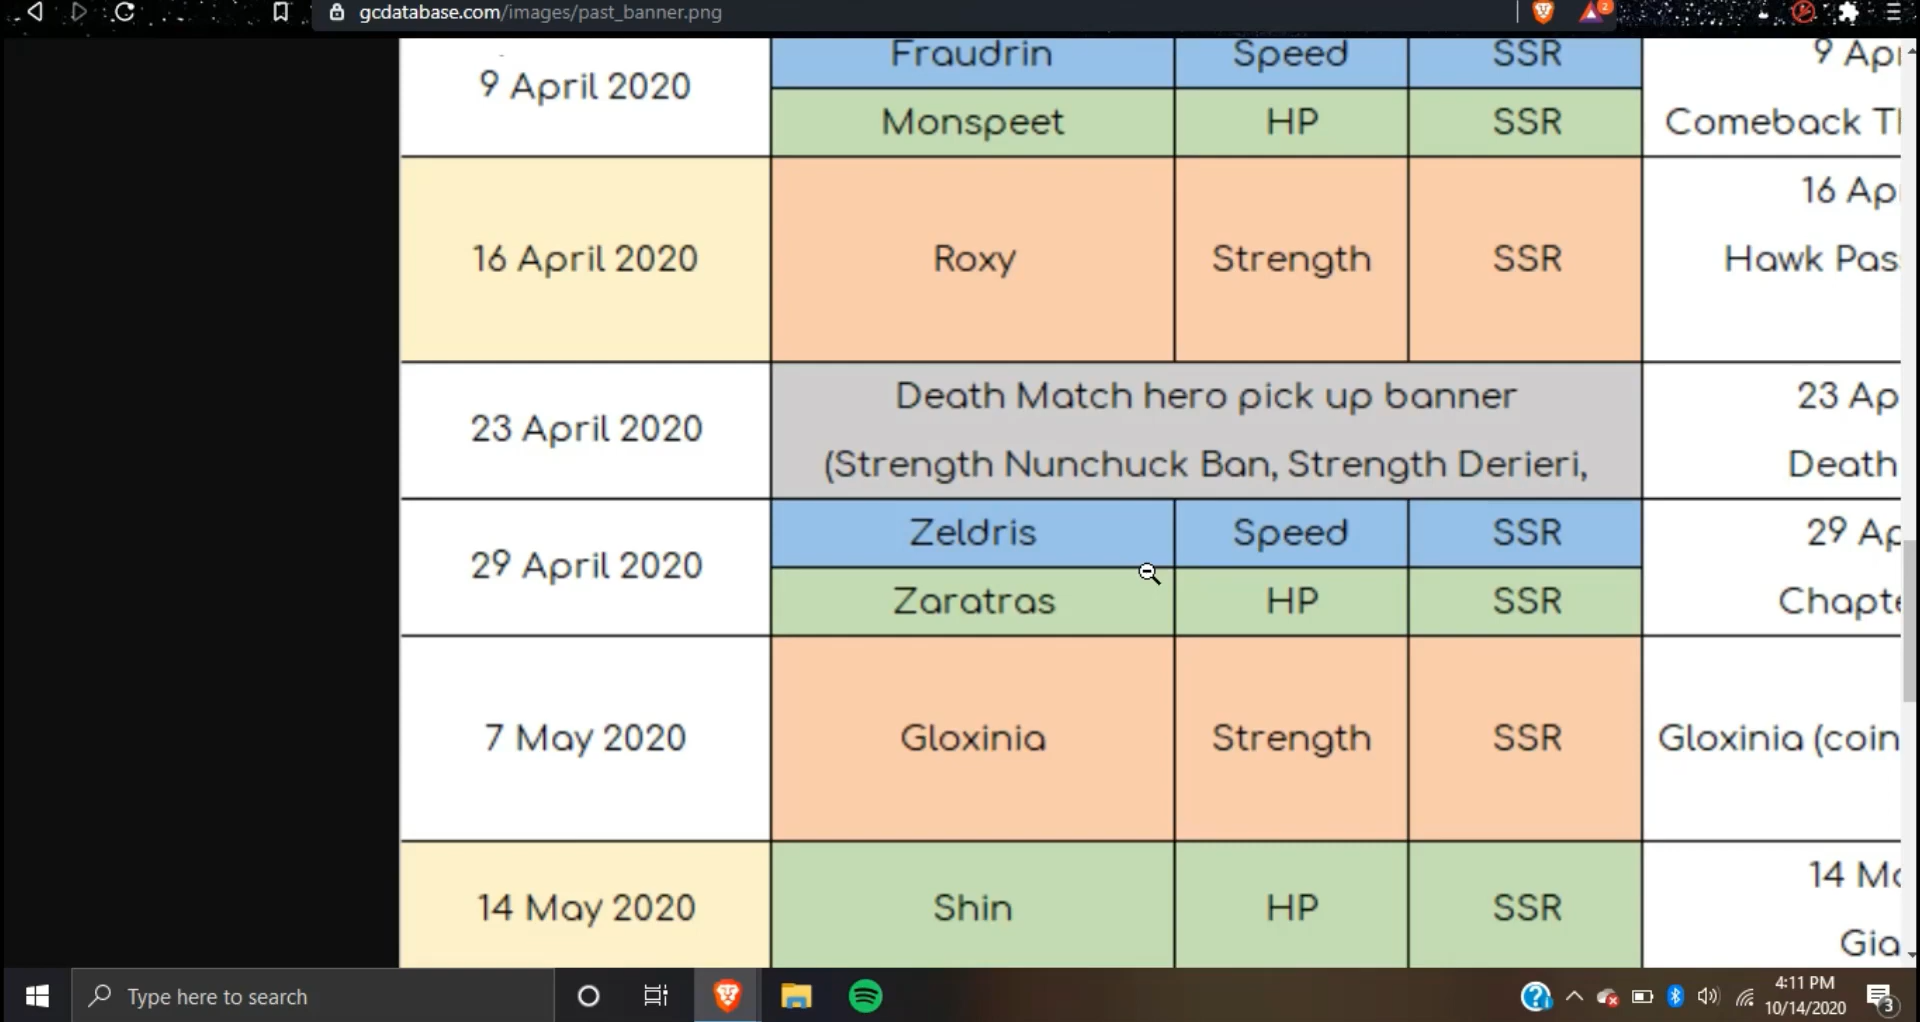 gcdatabase.com/images/past_banner.png
2
Fraudrin Speed SSR 9 Apr
9 April 2020
Monspeet HP SSR Comeback
16 Ap
16 April 2020 Roxy Strength SSR Hawk Pas
Death Match hero pick up banner 23 Ap
23 April 2020
(Strength Nunchuck Ban, Strength Derieri, Death
Zeldris Speed SSR 29 Ap
29 April 2020
Zaratras HP SSR Chapte
7 May 2020 Gloxinia Strength SSR Gloxinia (coin
14 Ma
14 May 2020 Shin HP SSR
Gia
Type here to search
4:11 PM
10/14/2020
3